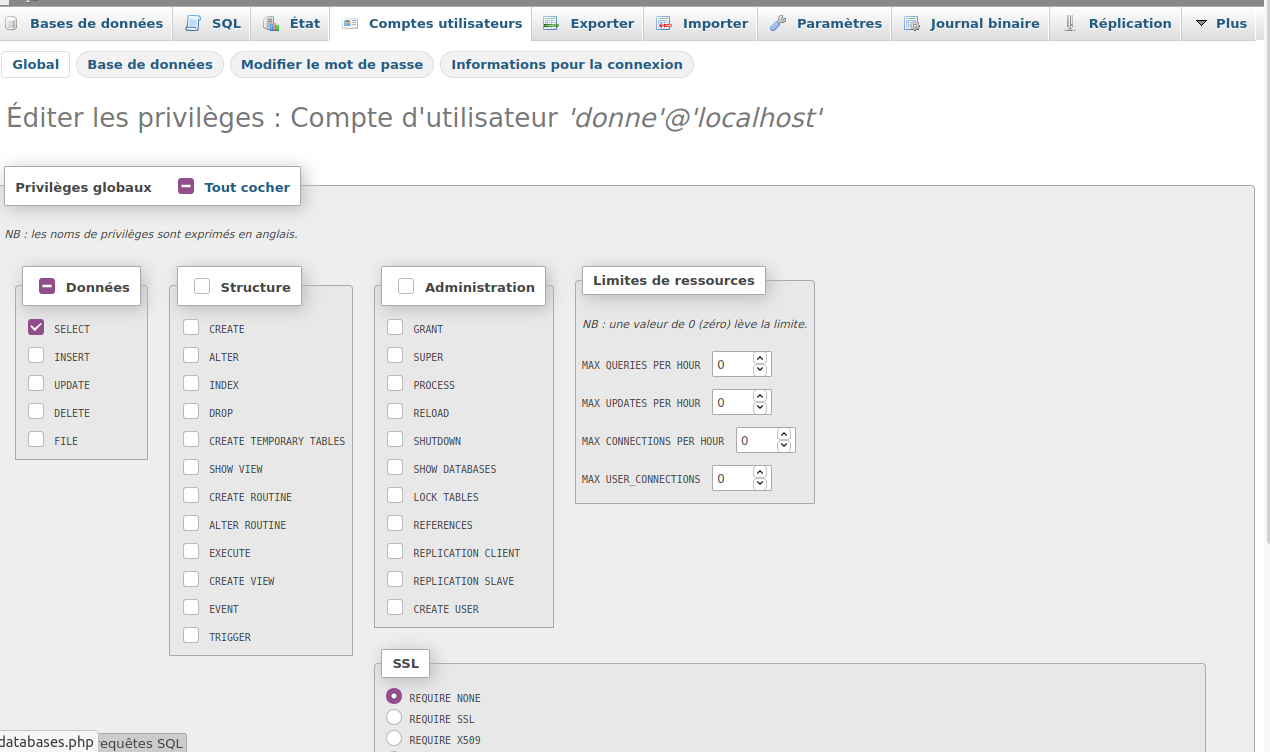 Bases de données SQL État Comptes utilisateurs Exporter Importer Paramètres Journal binaire Réplication Plus
Global Base de données Modifier le mot de passe Informations pour la connexion
Éditer les privilèges : Compte d'utilisateur 'donne'@'localhost'
Privilèges globaux Tout cocher
NB : les noms de privilèges sont exprimés en anglais.
Données
SELECT
INSERT
UPDATE
DELETE
FILE
Structure
CREATE
ALTER
INDEX
DROP
CREATE TEMPORARY TABLES
SHOW VIEW
CREATE ROUTINE
ALTER ROUTINE
EXECUTE
CREATE VIEW
EVENT
TRIGGER
Administration
GRANT
SUPER
PROCESS
RELOAD
SHUTDOWN
SHOW DATABASES
LOCK TABLES
REFERENCES
REPLICATION CLIENT
REPLICATION SLAVE
CREATE USER
Limites de ressources
NB : une valeur de 0 (zéro) lève la limite.
MAX QUERIES PER HOUR 0
MAX UPDATES PER HOUR 0
MAX CONNECTIONS PER HOUR 0
MAX USER_CONNECTIONS 0
SSL
REQUIRE NONE
REQUIRE SSL
REQUIRE X509
databases.php equêtes SQL